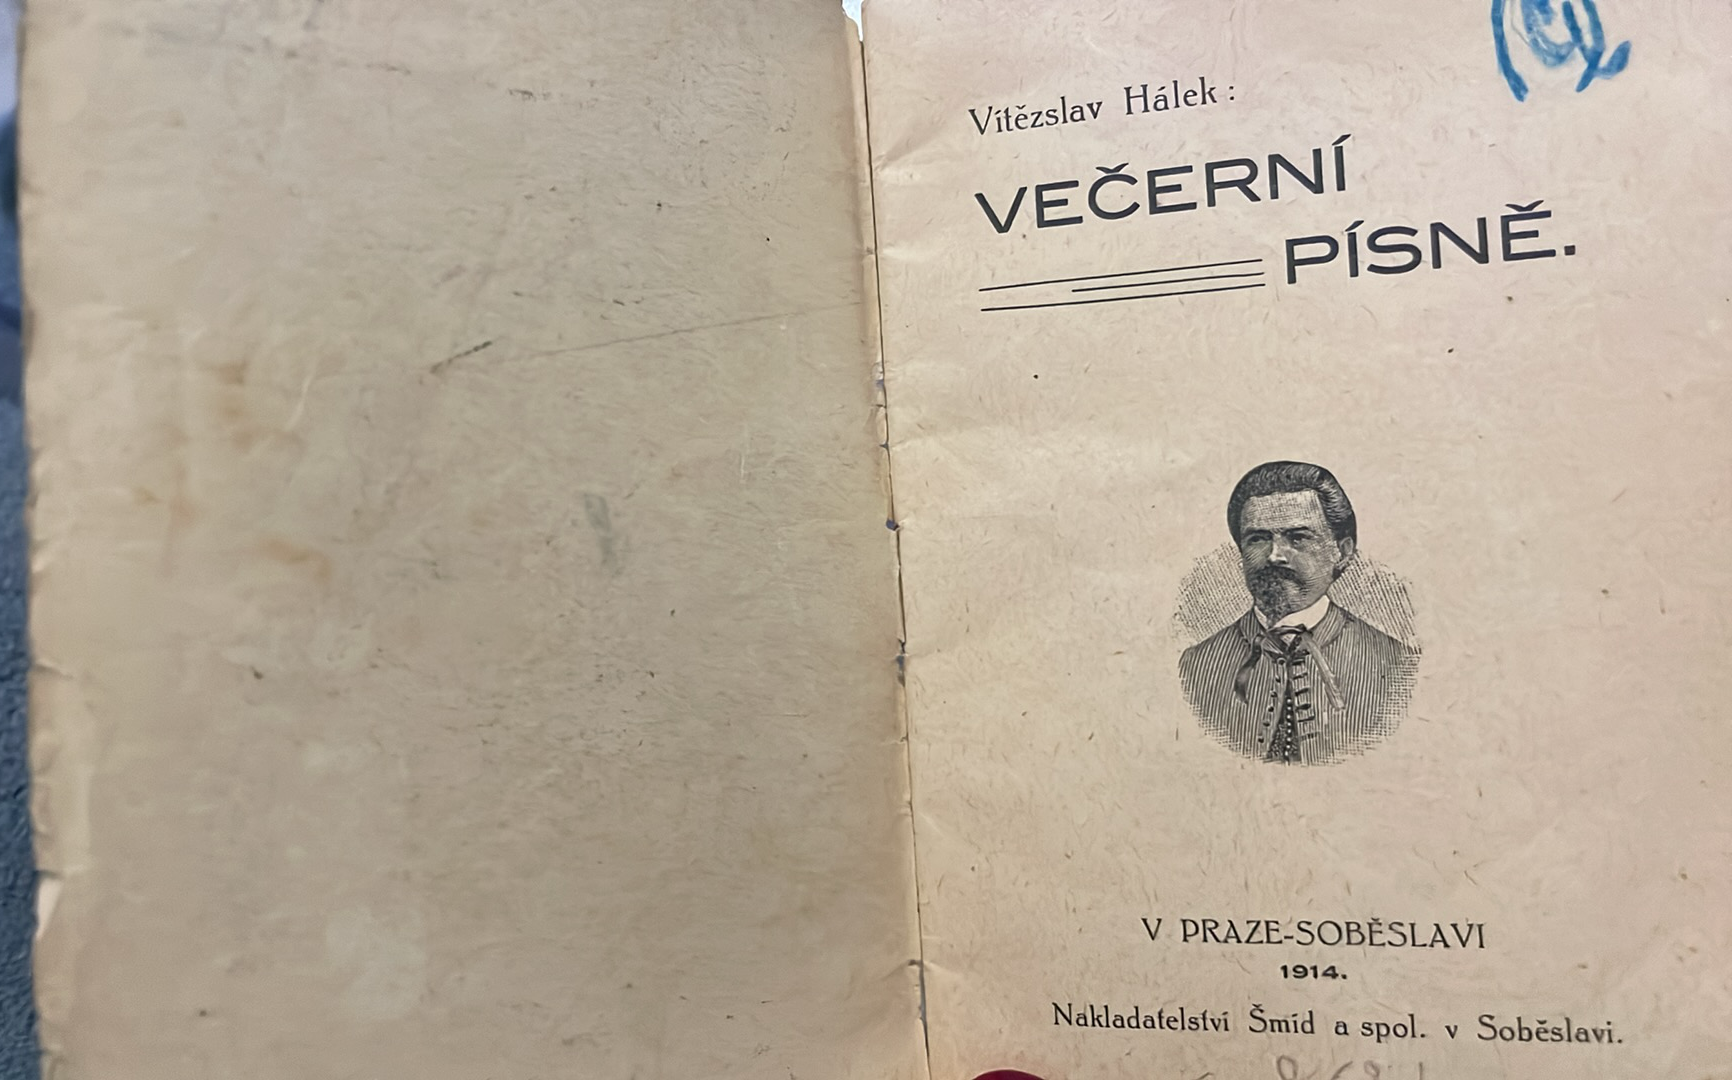 Vítězslav Hálek:
VEČERNÍ
PÍSNĚ.
V PRAZE-SOBĚSLAVI
1914.
Nakladatelství Šmíd a spol. v Soběslavi.